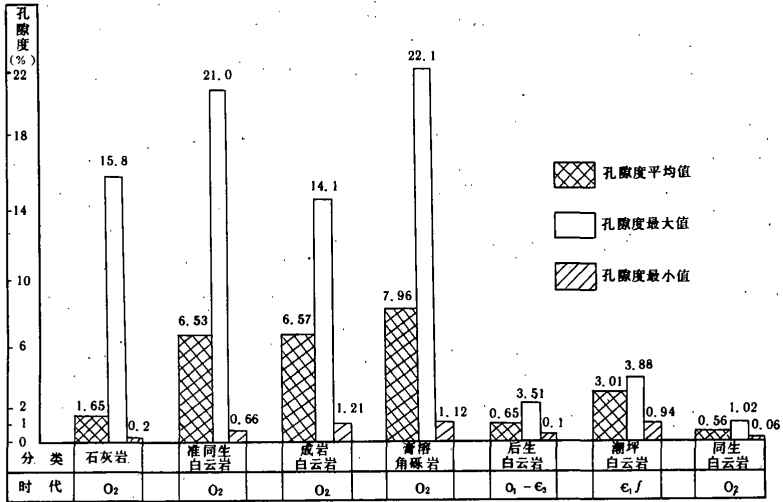 孔隙度(%)
22
18
14
10
6
2
1
0
1.65
15.8
0.2
6.53
21.0
0.66
6.57
14.1
1.21
7.96
22.1
1.12
0.65
3.51
0.1
3.01
3.88
0.94
0.56
1.02
0.06
孔隙度平均值
孔隙度最大值
孔隙度最小值
分 类
石灰岩
准同生
白云岩
成岩
白云岩
膏溶
角砾岩
后生
白云岩
潮坪
白云岩
同生
白云岩
时 代
O₂
O₂
O₂
O₂
O₁-Є₃
Є₁f
O₂